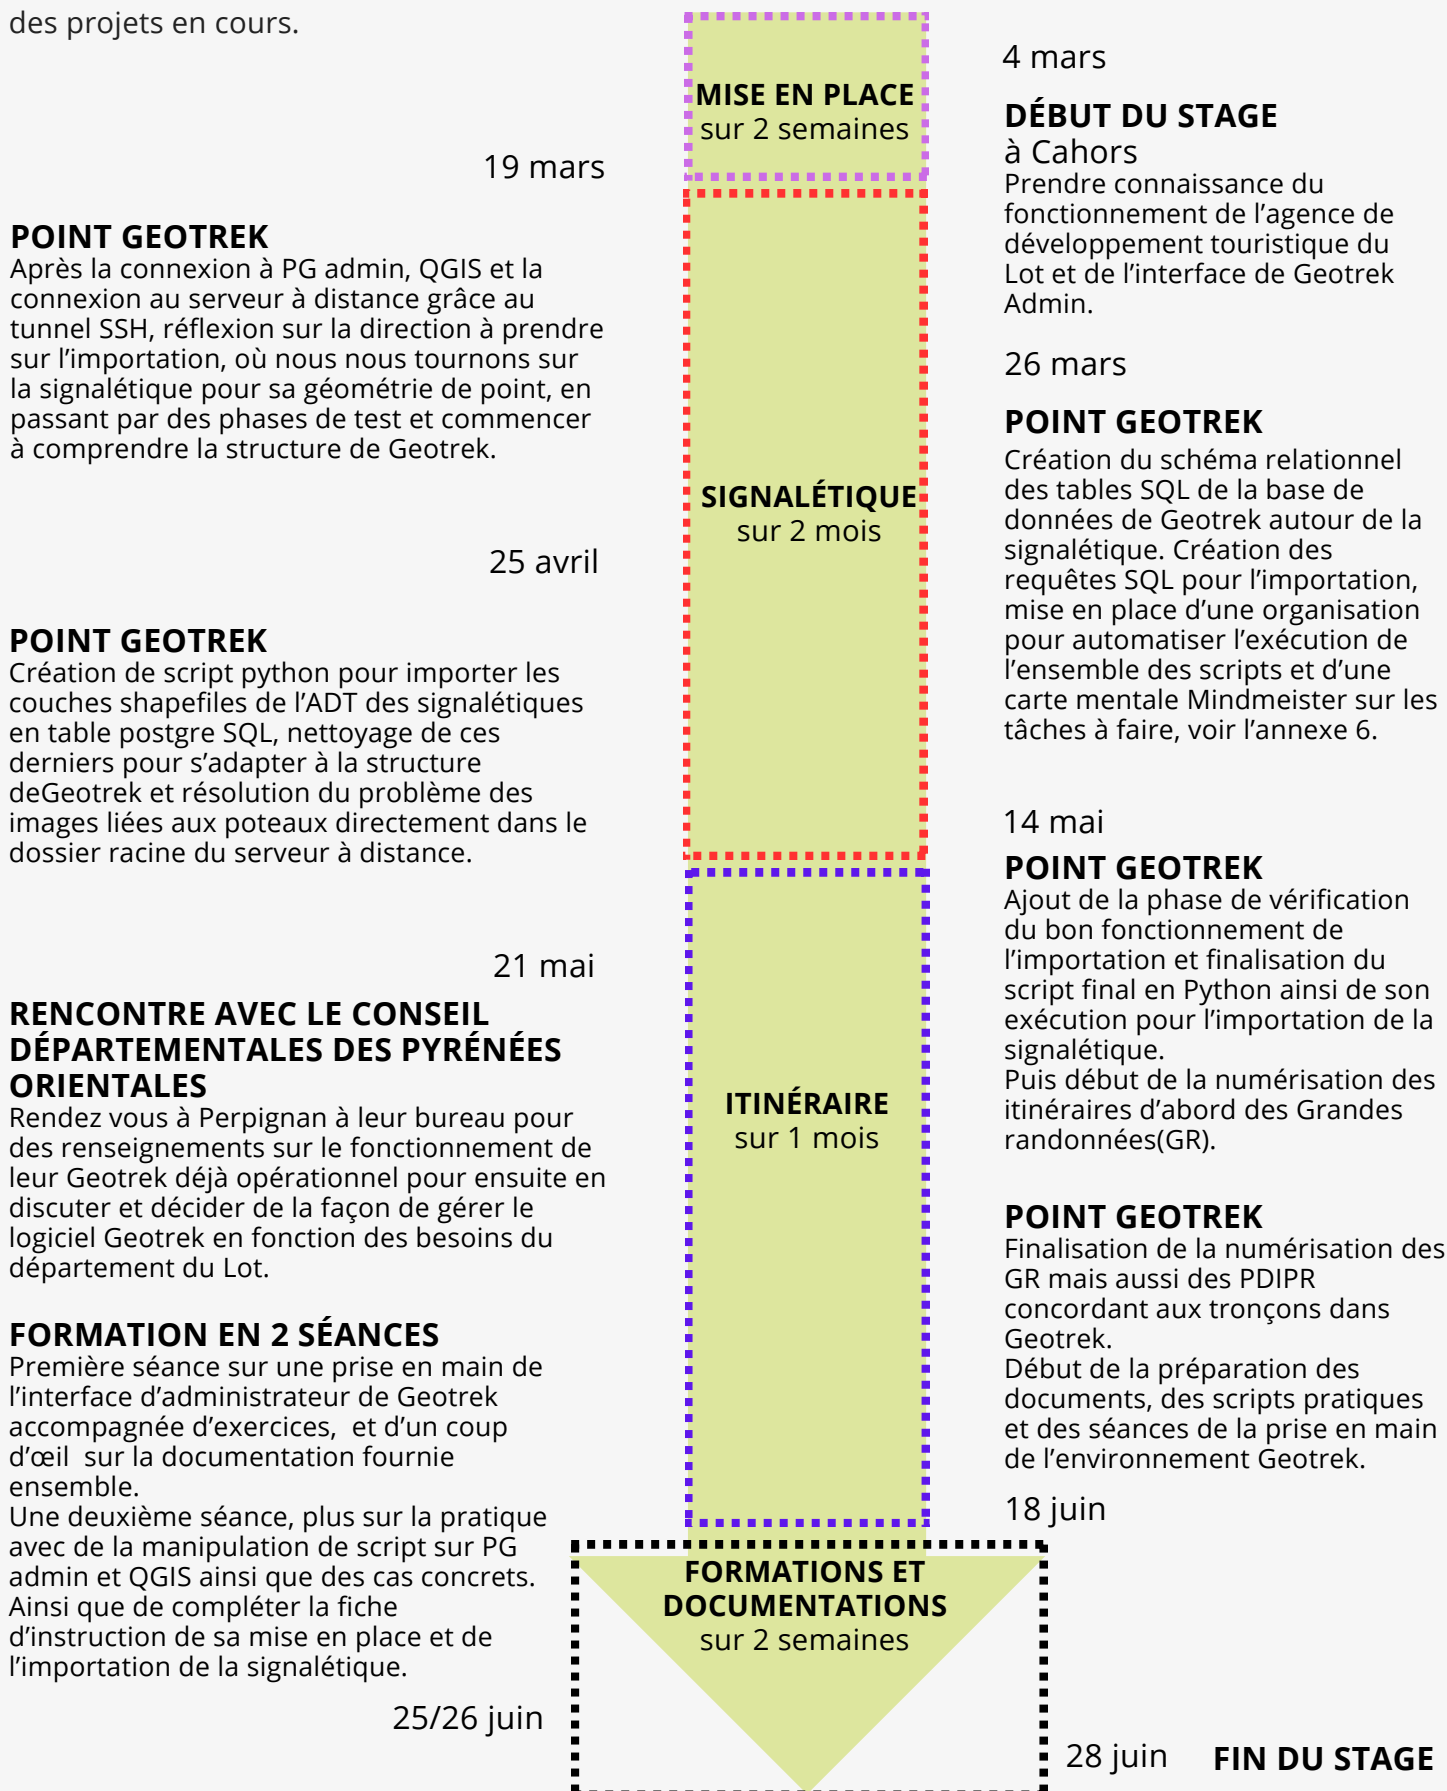 des projets en cours.
19 mars
POINT GEOTREK
Après la connexion à PG admin, QGIS et la
connexion au serveur à distance grâce au
tunnel SSH, réflexion sur la direction à prendre
sur l’importation, où nous nous tournons sur
la signalétique pour sa géométrie de point, en
passant par des phases de test et commencer
à comprendre la structure de Geotrek.
25 avril
POINT GEOTREK
Création de script python pour importer les
couches shapefiles de l’ADT des signalétiques
en table postgre SQL, nettoyage de ces
derniers pour s’adapter à la structure
deGeotrek et résolution du problème des
images liées aux poteaux directement dans le
dossier racine du serveur à distance.
21 mai
RENCONTRE AVEC LE CONSEIL
DÉPARTEMENTALES DES PYRÉNÉES
ORIENTALES
Rendez vous à Perpignan à leur bureau pour
des renseignements sur le fonctionnement de
leur Geotrek déjà opérationnel pour ensuite en
discuter et décider de la façon de gérer le
logiciel Geotrek en fonction des besoins du
département du Lot.
FORMATION EN 2 SÉANCES
Première séance sur une prise en main de
l’interface d’administrateur de Geotrek
accompagnée d’exercices,  et d’un coup
d’œil  sur la documentation fournie
ensemble.
Une deuxième séance, plus sur la pratique
avec de la manipulation de script sur PG
admin et QGIS ainsi que des cas concrets.
Ainsi que de compléter la fiche
d’instruction de sa mise en place et de
l’importation de la signalétique.
25/26 juin
MISE EN PLACE
sur 2 semaines
SIGNALÉTIQUE
sur 2 mois
ITINÉRAIRE
sur 1 mois
FORMATIONS ET
DOCUMENTATIONS
sur 2 semaines
4 mars
DÉBUT DU STAGE
à Cahors
Prendre connaissance du
fonctionnement de l’agence de
développement touristique du
Lot et de l’interface de Geotrek
Admin.
26 mars
POINT GEOTREK
Création du schéma relationnel
des tables SQL de la base de
données de Geotrek autour de la
signalétique. Création des
requêtes SQL pour l’importation,
mise en place d’une organisation
pour automatiser l’exécution de
l’ensemble des scripts et d’une
carte mentale Mindmeister sur les
tâches à faire, voir l’annexe 6.
14 mai
POINT GEOTREK
Ajout de la phase de vérification
du bon fonctionnement de
l’importation et finalisation du
script final en Python ainsi de son
exécution pour l’importation de la
signalétique.
Puis début de la numérisation des
itinéraires d’abord des Grandes
randonnées(GR).
POINT GEOTREK
Finalisation de la numérisation des
GR mais aussi des PDIPR
concordant aux tronçons dans
Geotrek.
Début de la préparation des
documents, des scripts pratiques
et des séances de la prise en main
de l’environnement Geotrek.
18 juin
28 juin FIN DU STAGE